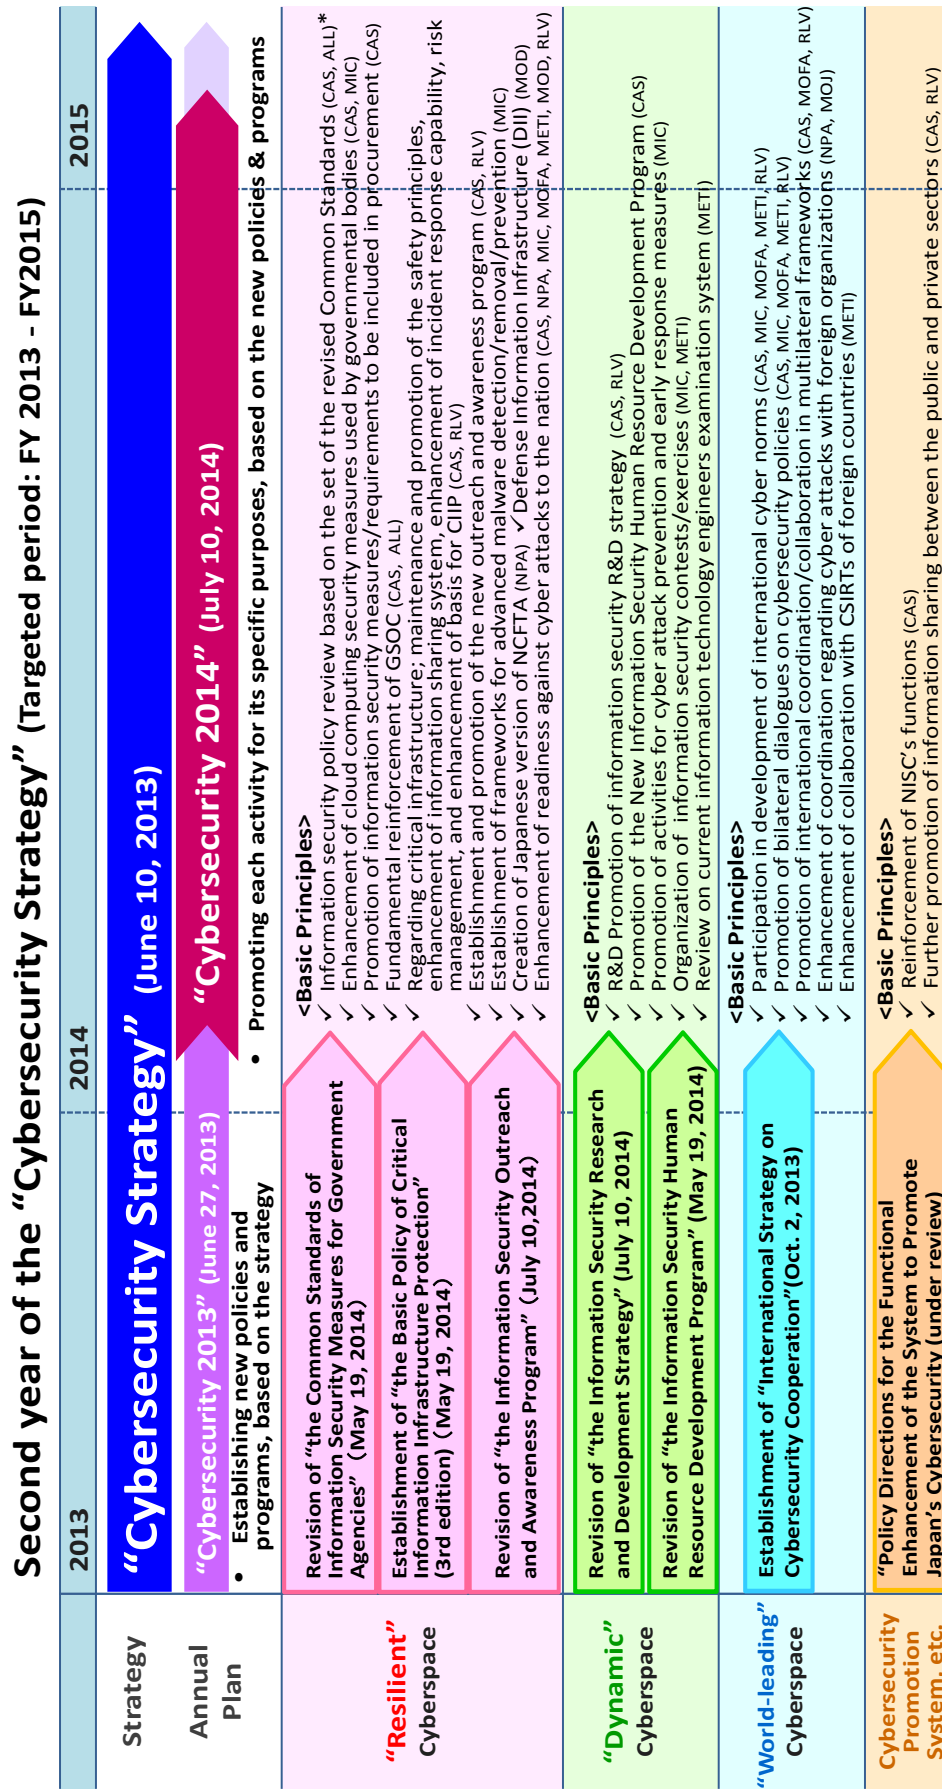 Second year of the “Cybersecurity Strategy” (Targeted period: FY 2013 - FY2015)
2013
2014
2015
Strategy
“Cybersecurity Strategy” (June 10, 2013)
Annual
Plan
“Cybersecurity 2013” (June 27, 2013)
“Cybersecurity 2014” (July 10, 2014)
• Establishing new policies and
programs, based on the strategy
• Promoting each activity for its specific purposes, based on the new policies & programs
“Resilient”
Cyberspace
Revision of “the Common Standards of
Information Security Measures for Government
Agencies” (May 19, 2014)
Establishment of “the Basic Policy of Critical
Information Infrastructure Protection”
(3rd edition) (May 19, 2014)
Revision of “the Information Security Outreach
and Awareness Program” (July 10,2014)
<Basic Principles>
✓ Information security policy review based on the set of the revised Common Standards (CAS, ALL)*
✓ Enhancement of cloud computing security measures used by governmental bodies (CAS, MIC)
✓ Promotion of information security measures/requirements to be included in procurement (CAS)
✓ Fundamental reinforcement of GSOC (CAS, ALL)
✓ Regarding critical infrastructure; maintenance and promotion of the safety principles,
enhancement of information sharing system, enhancement of incident response capability, risk
management, and enhancement of basis for CIIP (CAS, RLV)
✓ Establishment and promotion of the new outreach and awareness program (CAS, RLV)
✓ Establishment of frameworks for advanced malware detection/removal/prevention (MIC)
✓ Creation of Japanese version of NCFTA (NPA) ✓Defense Information Infrastructure (DII) (MOD)
✓ Enhancement of readiness against cyber attacks to the nation (CAS, NPA, MIC, MOFA, METI, MOD, RLV)
“Dynamic”
Cyberspace
Revision of “the Information Security Research
and Development Strategy” (July 10, 2014)
Revision of “the Information Security Human
Resource Development Program” (May 19, 2014)
<Basic Principles>
✓ R&D Promotion of information security R&D strategy (CAS, RLV)
✓ Promotion of the New Information Security Human Resource Development Program (CAS)
✓ Promotion of activities for cyber attack prevention and early response measures (MIC)
✓ Organization of information security contests/exercises (MIC, METI)
✓ Review on current information technology engineers examination system (METI)
“World-leading”
Cyberspace
Establishment of “International Strategy on
Cybersecurity Cooperation”(Oct. 2, 2013)
<Basic Principles>
✓ Participation in development of international cyber norms (CAS, MIC, MOFA, METI, RLV)
✓ Promotion of bilateral dialogues on cybersecurity policies (CAS, MIC, MOFA, METI, RLV)
✓ Promotion of international coordination/collaboration in multilateral frameworks (CAS, MOFA, RLV)
✓ Enhancement of coordination regarding cyber attacks with foreign organizations (NPA, MOJ)
✓ Enhancement of collaboration with CSIRTs of foreign countries (METI)
Cybersecurity
Promotion
System, etc.
“Policy Directions for the Functional
Enhancement of the System to Promote
Japan’s Cybersecurity (under review)
<Basic Principles>
✓ Reinforcement of NISC’s functions (CAS)
✓ Further promotion of information sharing between the public and private sectors (CAS, RLV)